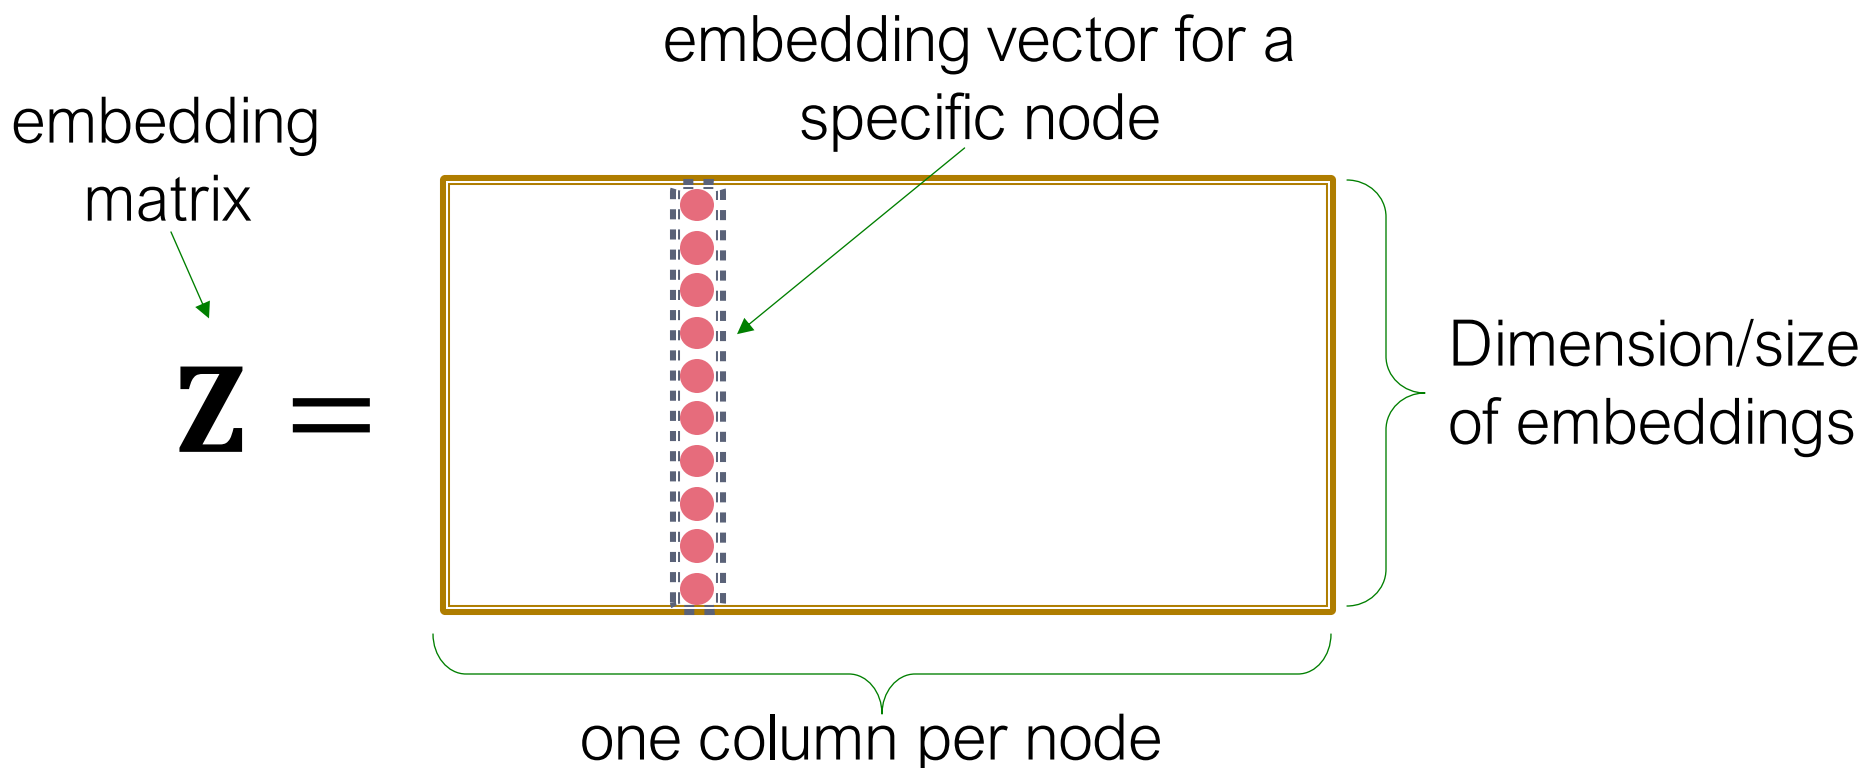 embedding vector for a
specific node
embedding
matrix
Z =
Dimension/size
of embeddings
one column per node